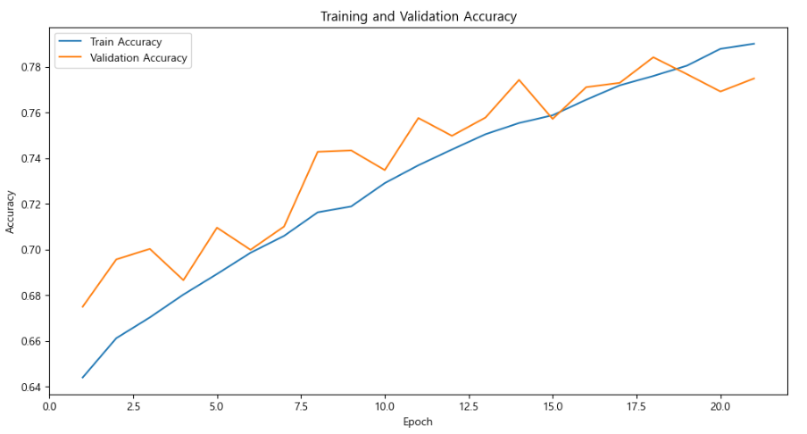 Training and Validation Accuracy
Train Accuracy
Validation Accuracy
0.78
0.76
0.74
0.72
0.70
0.68
0.66
0.64
Accuracy
0.0 2.5 5.0 7.5 10.0 12.5 15.0 17.5 20.0
Epoch